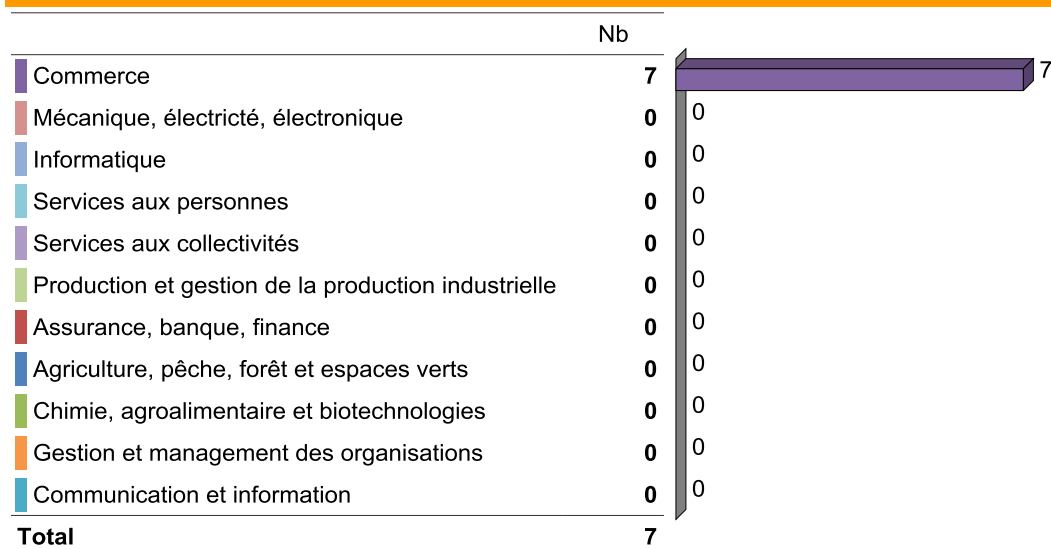 Nb
Commerce 7 7
Mécanique, électricté, électronique 0 0
Informatique 0 0
Services aux personnes 0 0
Services aux collectivités 0 0
Production et gestion de la production industrielle 0 0
Assurance, banque, finance 0 0
Agriculture, pêche, forêt et espaces verts 0 0
Chimie, agroalimentaire et biotechnologies 0 0
Gestion et management des organisations 0 0
Communication et information 0 0
Total 7